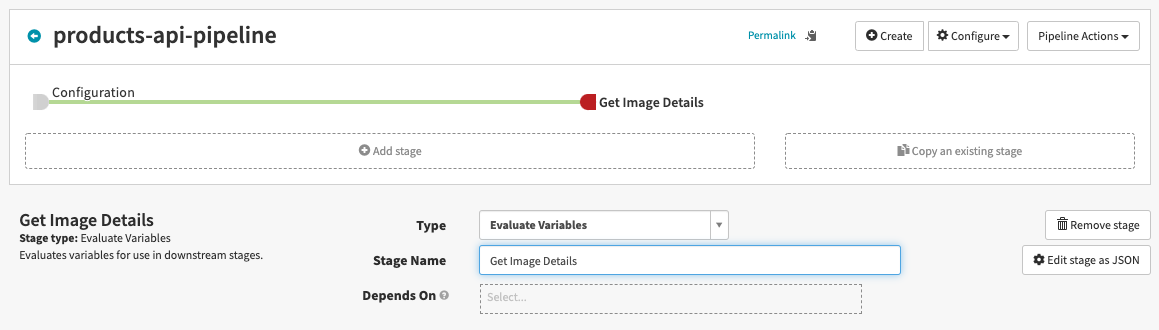 products-api-pipeline
Permalink
Create
Configure
Pipeline Actions
Configuration
Get Image Details
Add stage
Copy an existing stage
Get Image Details
Stage type: Evaluate Variables
Evaluates variables for use in downstream stages.
Type
Evaluate Variables
Remove stage
Stage Name
Get Image Details
Edit stage as JSON
Depends On ?
Select...